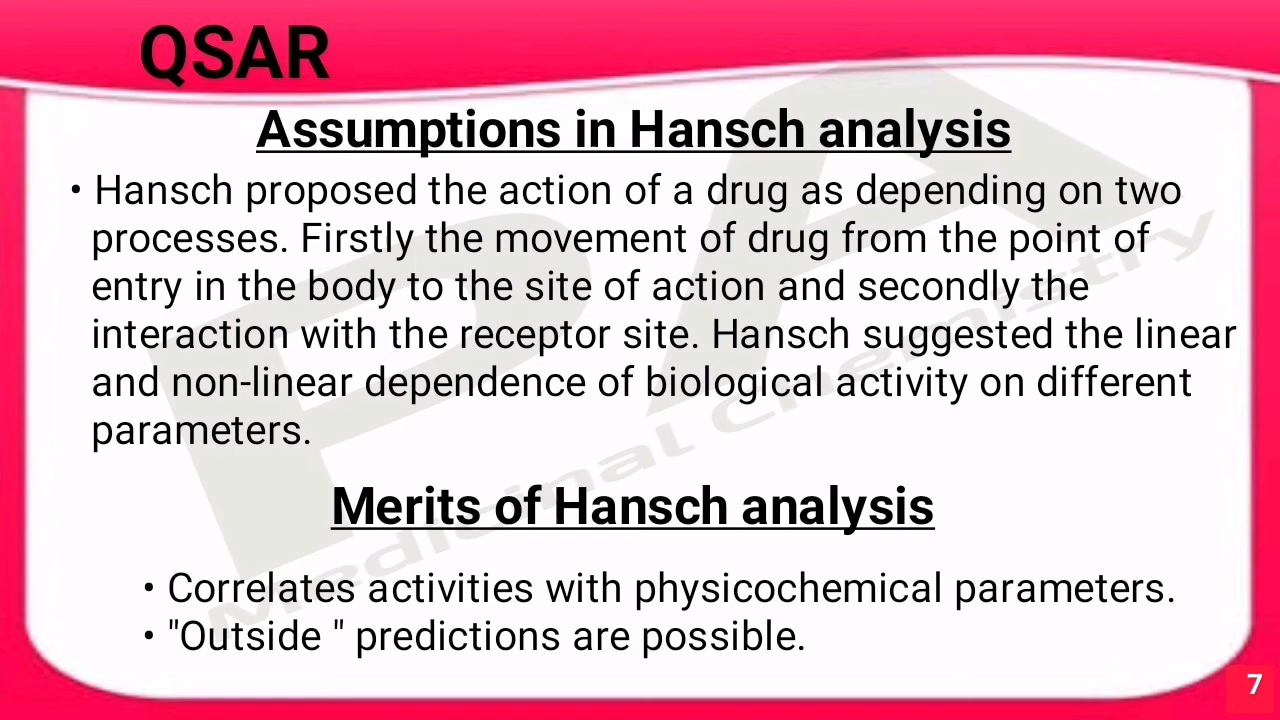 QSAR
Assumptions in Hansch analysis
• Hansch proposed the action of a drug as depending on two
processes. Firstly the movement of drug from the point of
entry in the body to the site of action and secondly the
interaction with the receptor site. Hansch suggested the linear
and non-linear dependence of biological activity on different
parameters.
Merits of Hansch analysis
• Correlates activities with physicochemical parameters.
• "Outside " predictions are possible.
7
PA
Medicinal Chemistry